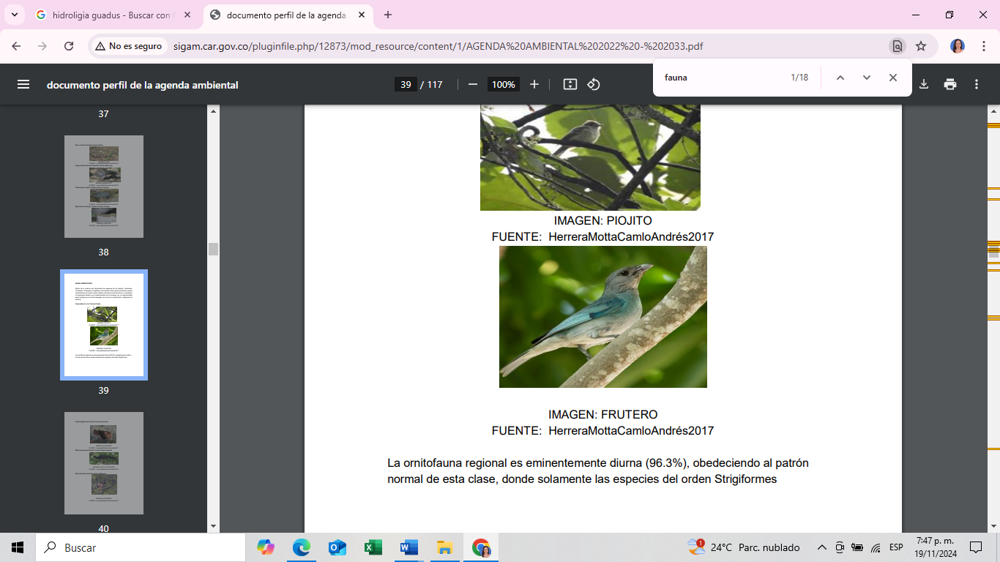 hidroligia guadus - Buscar con
documento perfil de la agenda
No es seguro
sigam.car.gov.co/pluginfile.php/12873/mod_resource/content/1/AGENDA%20AMBIENTAL%202022%20-%202033.pdf
fauna
1/18
documento perfil de la agenda ambiental
39 / 117
100%
37
38
39
40
IMAGEN: PIOJITO
FUENTE: HerreraMottaCamloAndrés2017
IMAGEN: FRUTERO
FUENTE: HerreraMottaCamloAndrés2017
La ornitofauna regional es eminentemente diurna (96.3%), obedeciendo al patrón
normal de esta clase, donde solamente las especies del orden Strigiformes
Buscar
1
24°C Parc. nublado
ESP
7:47 p. m.
19/11/2024